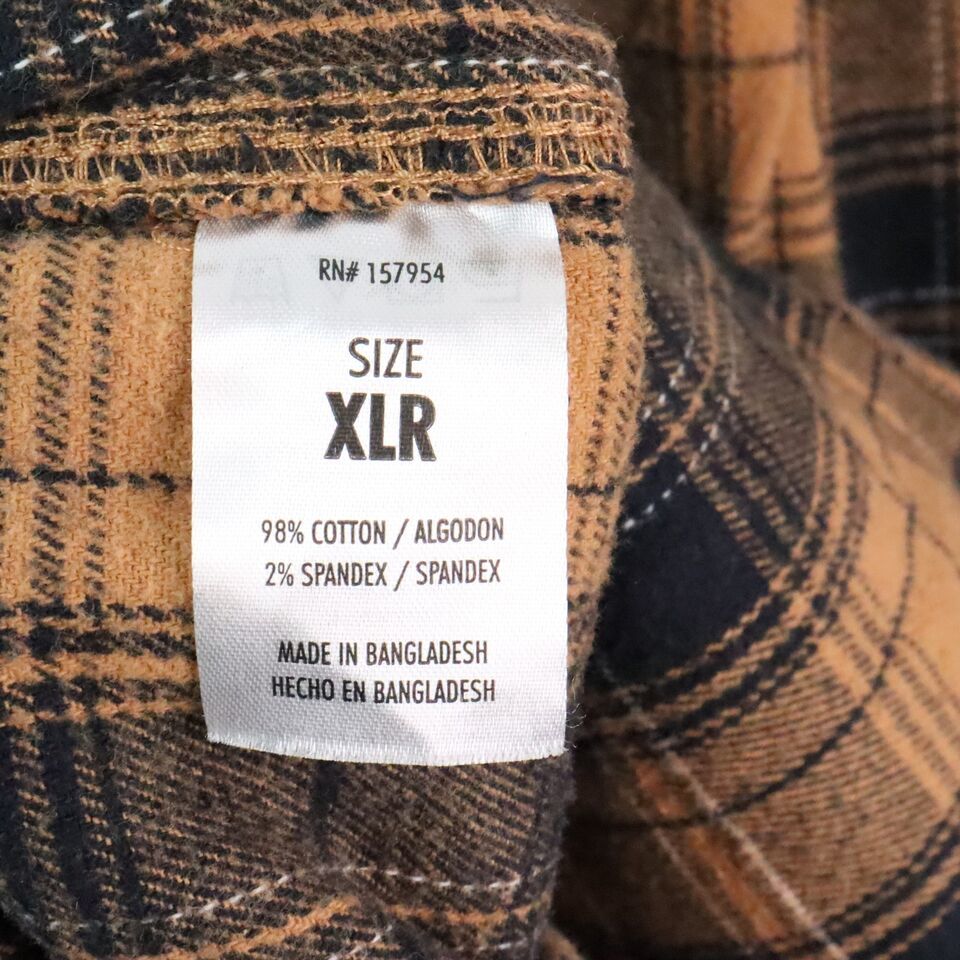 RN# 157954
SIZE
XLR
98% COTTON / ALGODON
2% SPANDEX / SPANDEX
MADE IN BANGLADESH
HECHO EN BANGLADESH